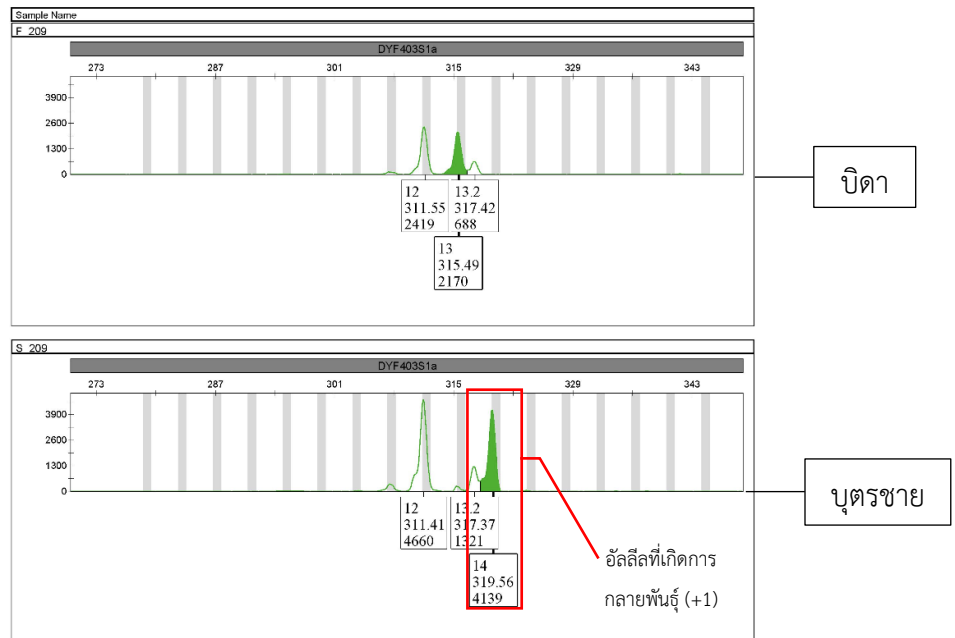 Sample Name
F_209
DYF403S1a
273 287 301 315 329 343
3900
2600
1300
0
12
311.55
2419
13.2
317.42
688
13
315.49
2170
บิดา
S_209
DYF403S1a
273 287 301 315 329 343
3900
2600
1300
0
12
311.41
4660
13.2
317.37
1321
14
319.56
4139
บุตรชาย
อัลลีลที่เกิดการ
กลายพันธุ์ (+1)